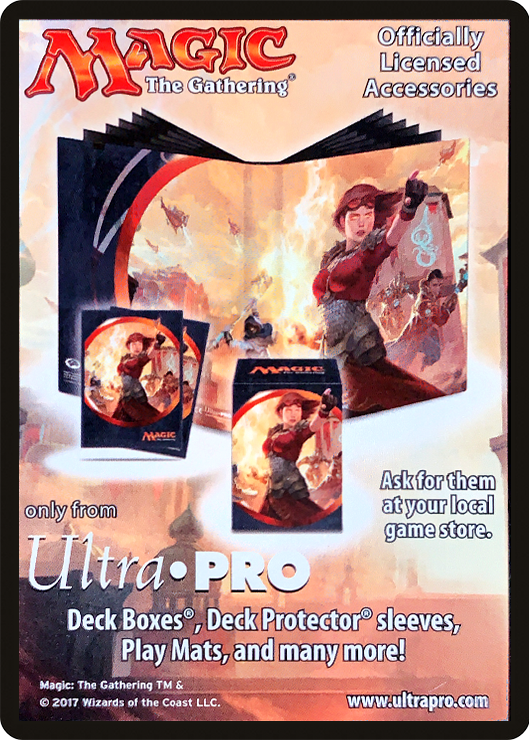 MAGIC
The Gathering®
Officially
Licensed
Accessories
MAGIC
MAGIC
The Gathering
Ask for them
at your local
game store.
only from
Ultra•PRO
Deck Boxes®, Deck Protector® sleeves,
Play Mats, and many more!
Magic: The Gathering TM &
© 2017 Wizards of the Coast LLC.
www.ultrapro.com